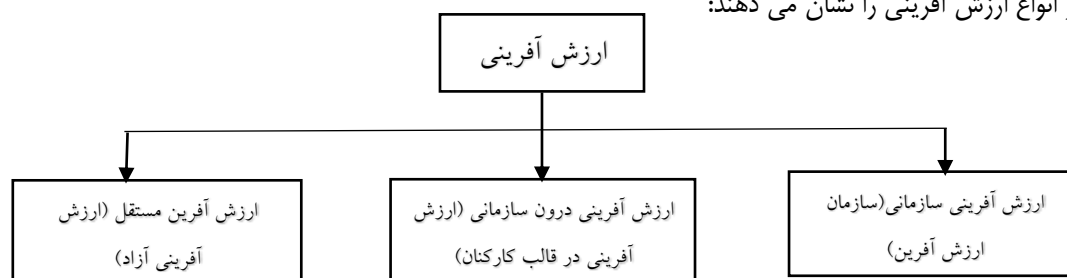 انواع ارزش آفرینی را نشان می دهند:
ارزش آفرینی
ارزش آفرینی سازمانی(سازمان
ارزش آفرین)
ارزش آفرینی درون سازمانی (ارزش
آفرینی در قالب کارکنان)
ارزش آفرین مستقل (ارزش
آفرینی آزاد)